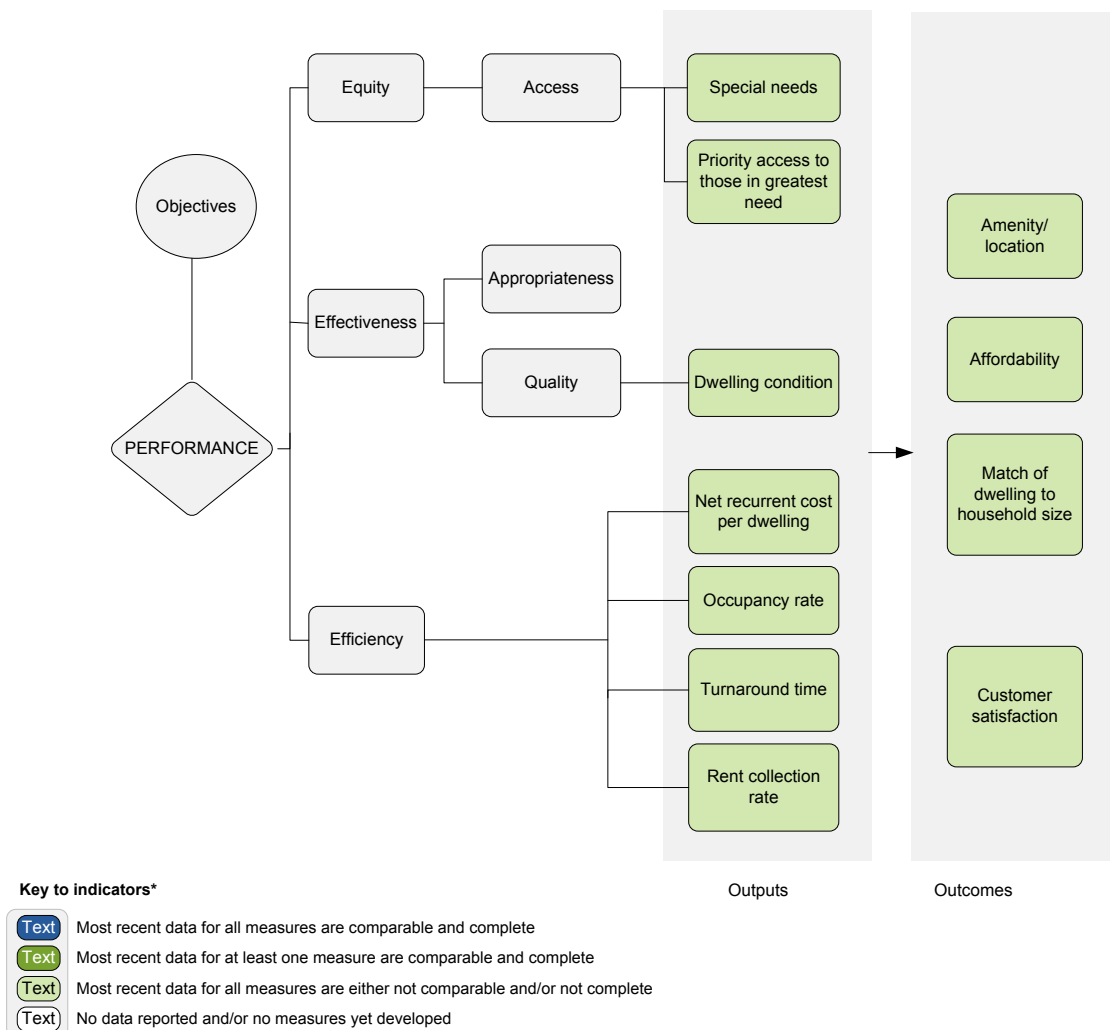 Equity
Access
Special needs
Priority access to
those in greatest
need
Objectives
Amenity/
location
Appropriateness
Effectiveness
Affordability
Quality
Dwelling condition
PERFORMANCE
Match of
dwelling to
household size
Net recurrent cost
per dwelling
Occupancy rate
Efficiency
Turnaround time
Customer
satisfaction
Rent collection
rate
Key to indicators*
Outputs
Outcomes
Text Most recent data for all measures are comparable and complete
Text Most recent data for at least one measure are comparable and complete
Text Most recent data for all measures are either not comparable and/or not complete
Text No data reported and/or no measures yet developed